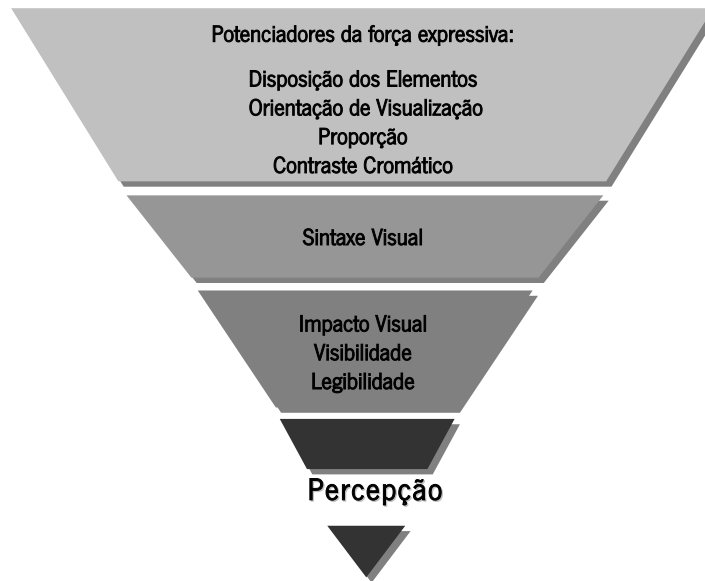 Potenciadores da força expressiva:
Disposição dos Elementos
Orientação de Visualização
Proporção
Contraste Cromático
Sintaxe Visual
Impacto Visual
Visibilidade
Legibilidade
Percepção